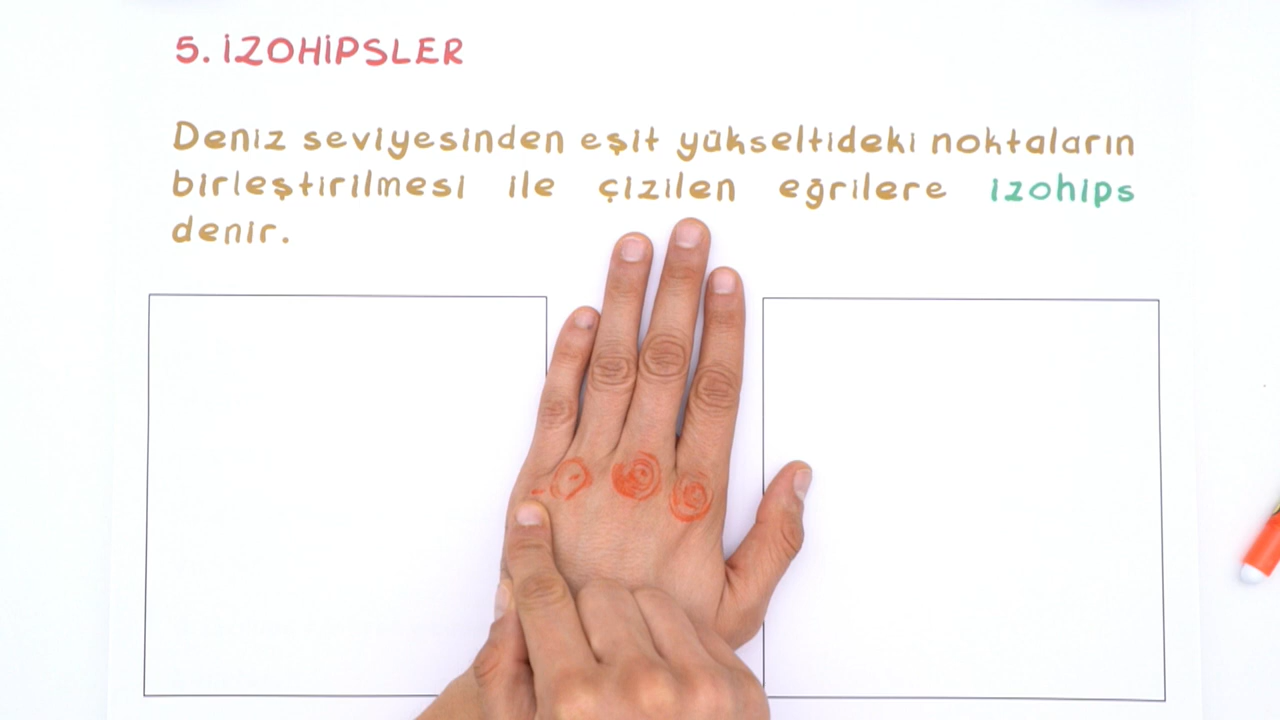 5. İZOHİPSLER
Deniz seviyesinden eşit yükseltideki noktaların
birleştirilmesi ile çizilen eğrilere izohips
denir.